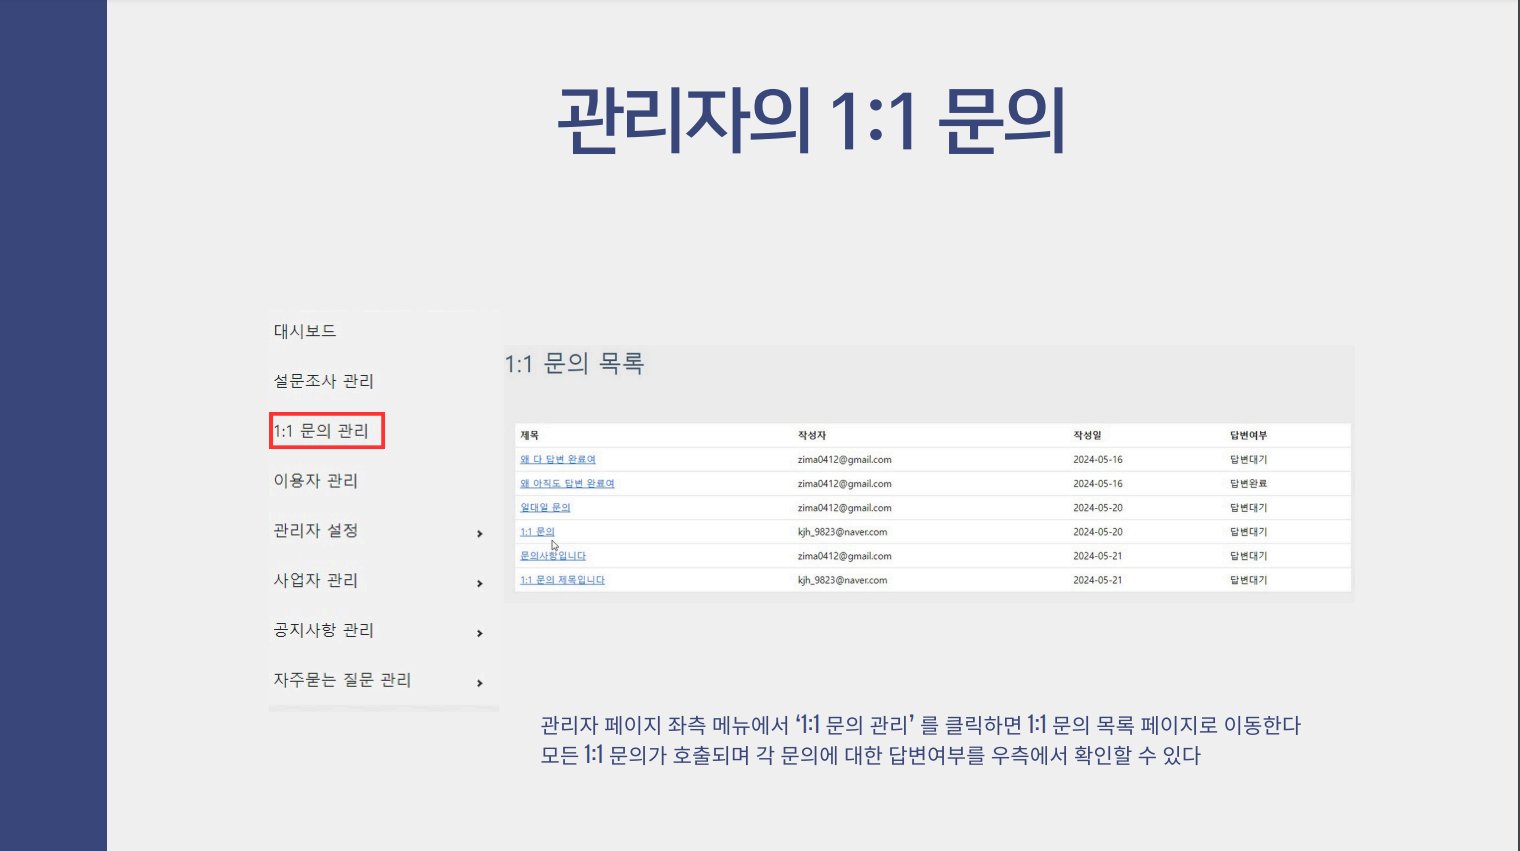 관리자의 1:1 문의
대시보드
설문조사 관리
1:1 문의 관리
이용자 관리
관리자 설정
사업자 관리
공지사항 관리
자주묻는 질문 관리
1:1 문의 목록
제목 작성자 작성일 답변여부
왜 다 답변 완료여 zima0412@gmail.com 2024-05-16 답변대기
왜 아직도 답변 완료여 zima0412@gmail.com 2024-05-16 답변완료
일대일 문의 zima0412@gmail.com 2024-05-20 답변대기
1:1 문의 kjh_9823@naver.com 2024-05-20 답변대기
문의사항입니다 zima0412@gmail.com 2024-05-21 답변대기
1:1 문의 제목입니다 kjh_9823@naver.com 2024-05-21 답변대기
관리자 페이지 좌측 메뉴에서 ‘1:1 문의 관리’ 를 클릭하면 1:1 문의 목록 페이지로 이동한다
모든 1:1 문의가 호출되며 각 문의에 대한 답변여부를 우측에서 확인할 수 있다